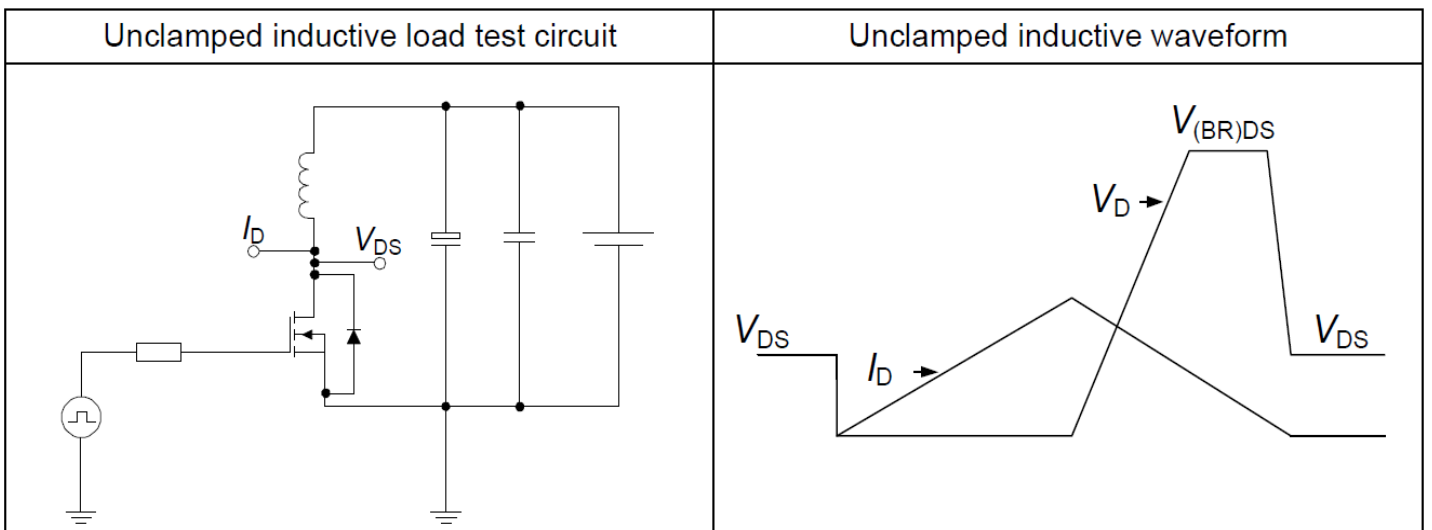 Unclamped inductive load test circuit
Unclamped inductive waveform
I_D
V_DS
V_(BR)DS
V_D
V_DS
I_D
V_DS